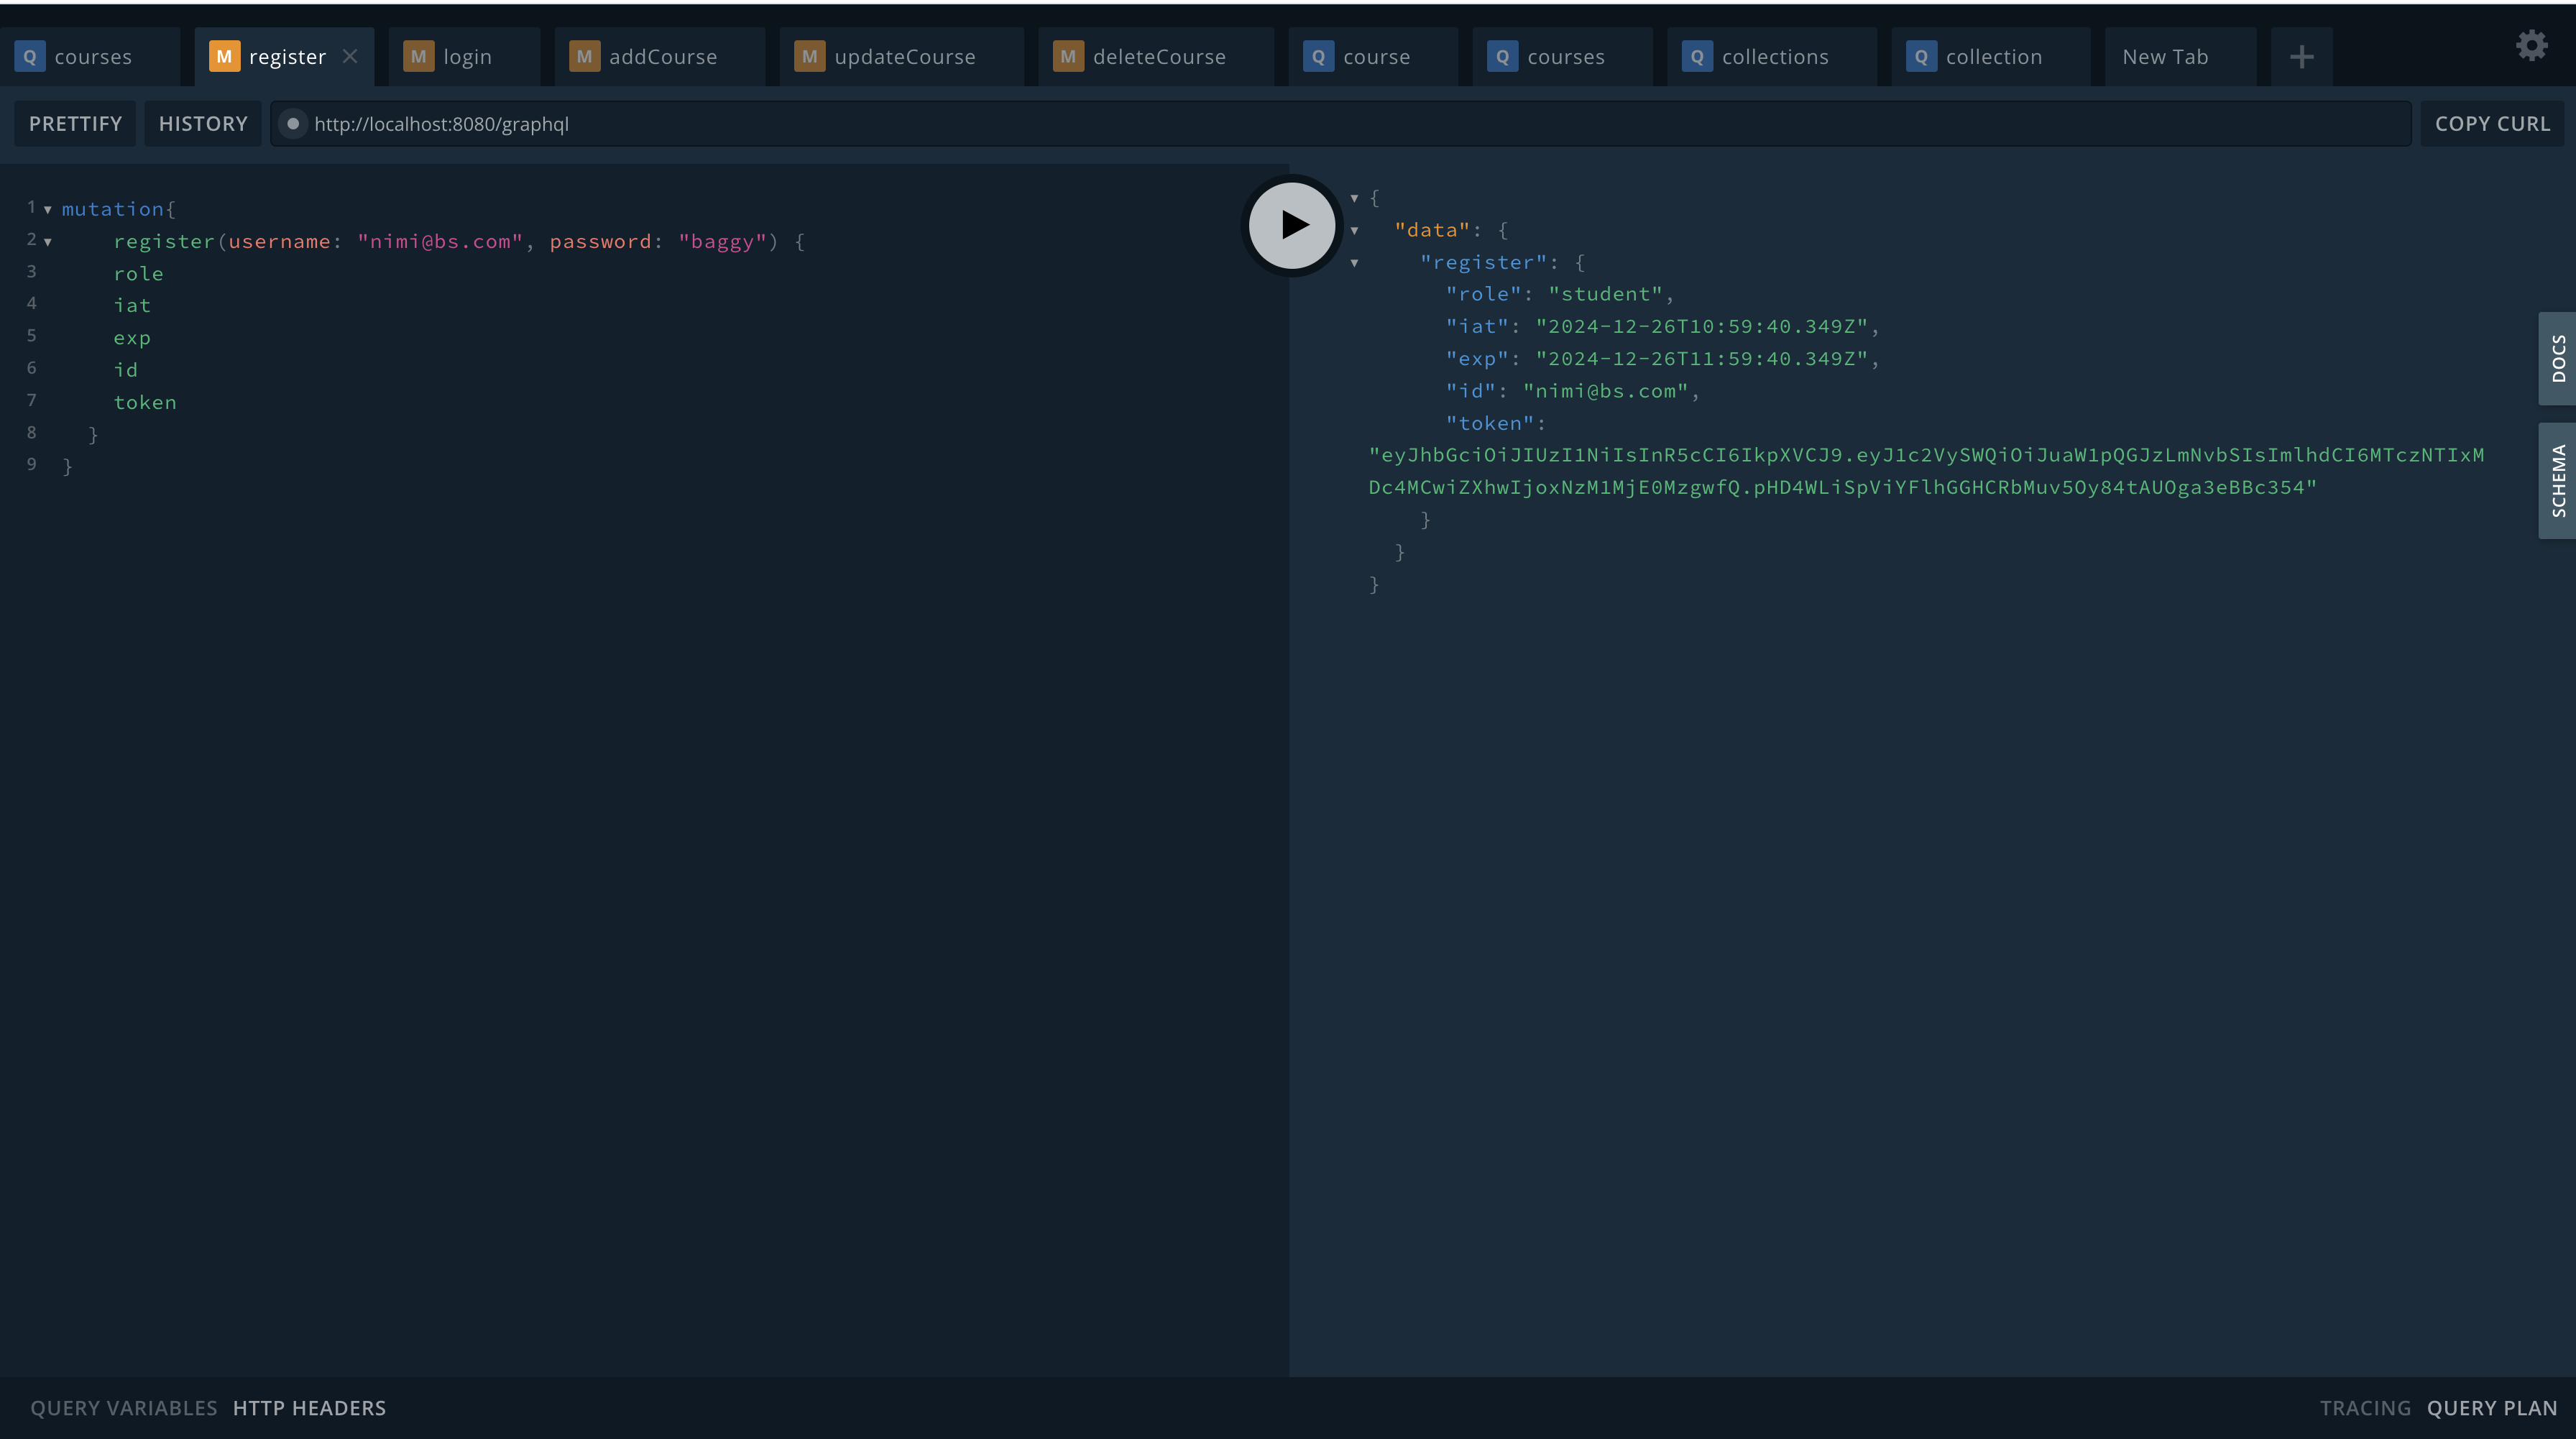 Q courses M register M login M addCourse M updateCourse M deleteCourse Q course Q courses Q collections Q collection New Tab
PRETTIFY HISTORY http://localhost:8080/graphql COPY CURL
1 mutation{
2 register(username: "nimi@bs.com", password: "baggy") {
3 role
4 iat
5 exp
6 id
7 token
8 }
9 }
{
"data": {
"register": {
"role": "student",
"iat": "2024-12-26T10:59:40.349Z",
"exp": "2024-12-26T11:59:40.349Z",
"id": "nimi@bs.com",
"token":
"eyJhbGciOiJIUzI1NiIsInR5cCI6IkpXVCJ9.eyJ1c2VySWQiOiJuaW1pQGJzLmNvbSIsImlhdCI6MTczNTIxM
Dc4MCwiZXhwIjoxNzM1MjE0MzgwfQ.pHD4WLiSpViYFlhGGHCRbMuv5Oy84tAUOga3eBBc354"
}
}
}
DOCS
SCHEMA
QUERY VARIABLES HTTP HEADERS TRACING QUERY PLAN